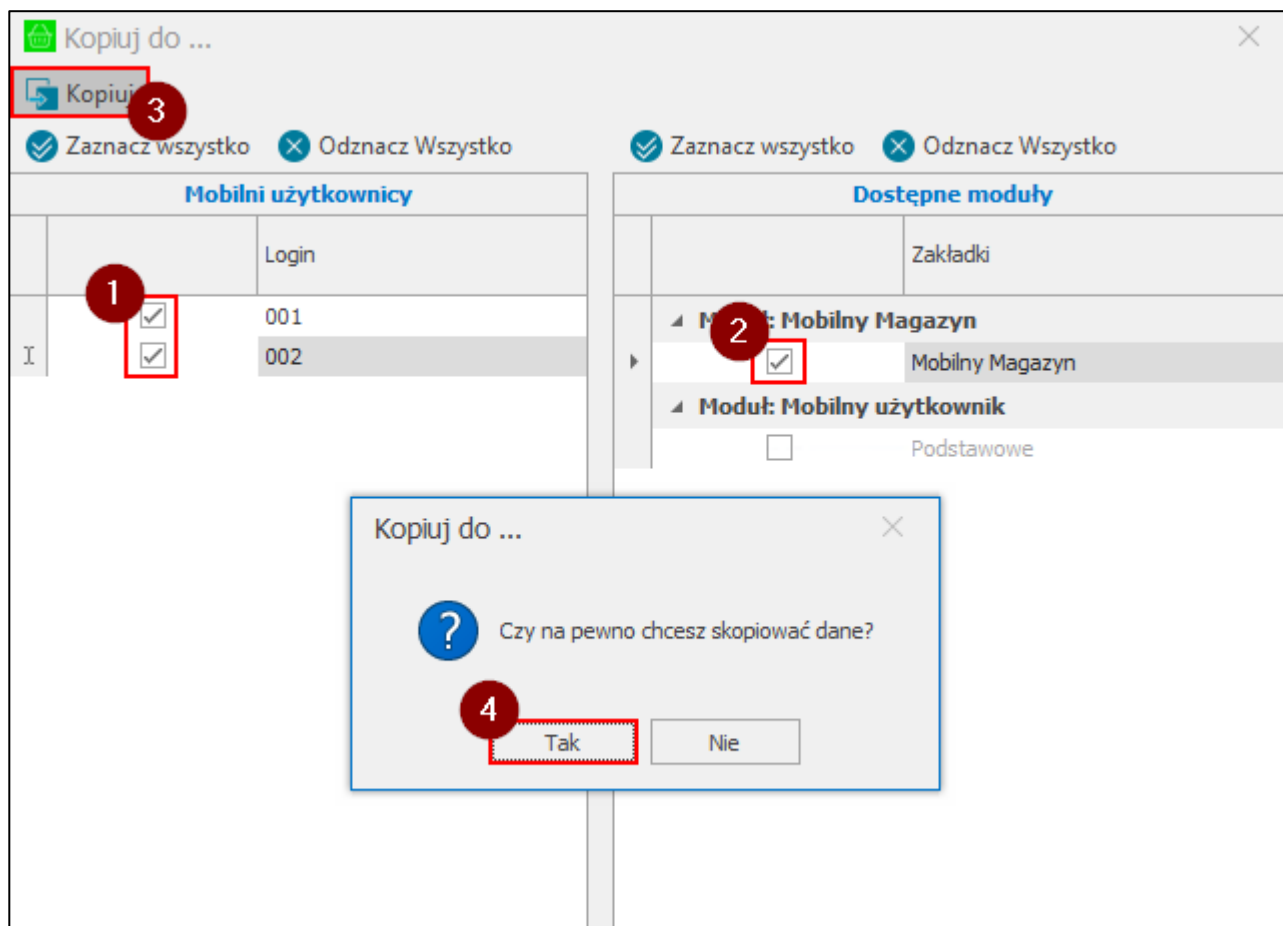 Kopiuj do ...
Kopiuj
3
Zaznacz wszystko Odznacz Wszystko
Zaznacz wszystko Odznacz Wszystko
Mobilni użytkownicy
Dostępne moduły
Login
Zakładki
1
001
002
Mobilny Magazyn
2
Mobilny Magazyn
Moduł: Mobilny użytkownik
Podstawowe
Kopiuj do ...
?
Czy na pewno chcesz skopiować dane?
4
Tak
Nie